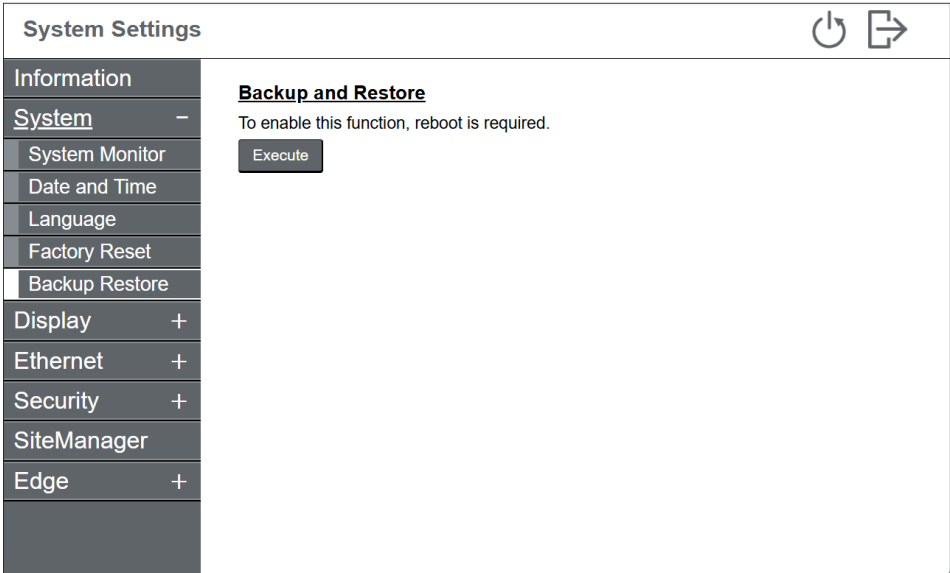 System Settings
Information
System −
System Monitor
Date and Time
Language
Factory Reset
Backup Restore
Display +
Ethernet +
Security +
SiteManager
Edge +
Backup and Restore
To enable this function, reboot is required.
Execute